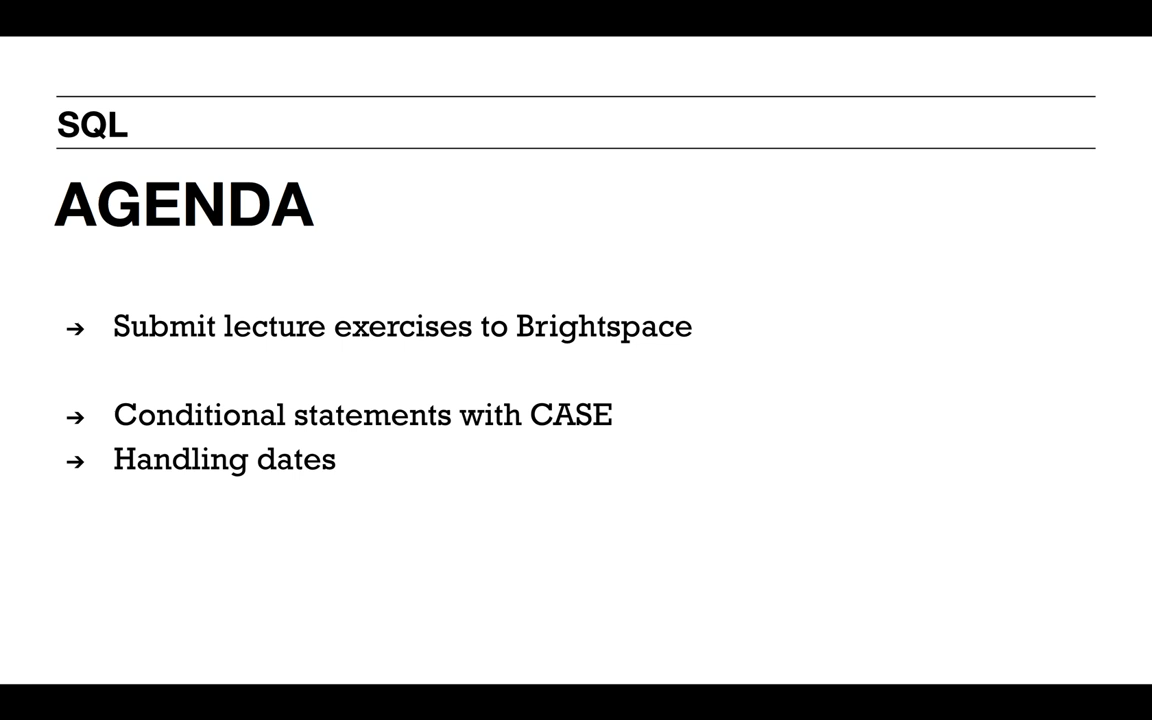 SQL
AGENDA
➔ Submit lecture exercises to Brightspace
➔ Conditional statements with CASE
➔ Handling dates